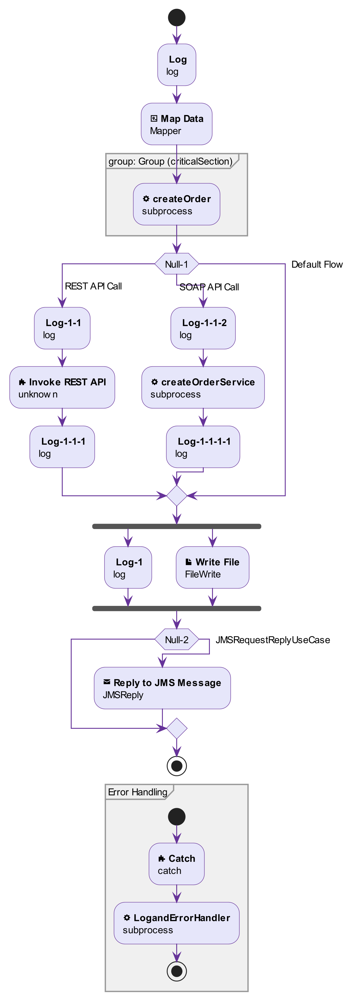 Log
log
Map Data
Mapper
group: Group (criticalSection)
createOrder
subprocess
Null-1
Default Flow
REST API Call
SOAP API Call
Log-1-1
log
Log-1-1-2
log
Invoke REST API
unknown
createOrderService
subprocess
Log-1-1-1
log
Log-1-1-1-1
log
Log-1
log
Write File
FileWrite
Null-2
JMSRequestReplyUseCase
Reply to JMS Message
JMSReply
Error Handling
Catch
catch
LogandErrorHandler
subprocess